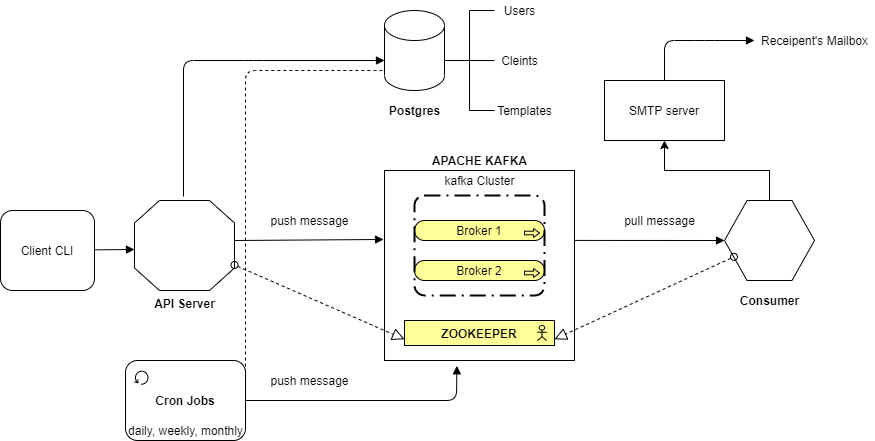 Users
Cleints
Templates
Postgres
Receipent's Mailbox
SMTP server
APACHE KAFKA
kafka Cluster
Broker 1
Broker 2
ZOOKEEPER
push message
pull message
Client CLI
API Server
Consumer
push message
Cron Jobs
daily, weekly, monthly